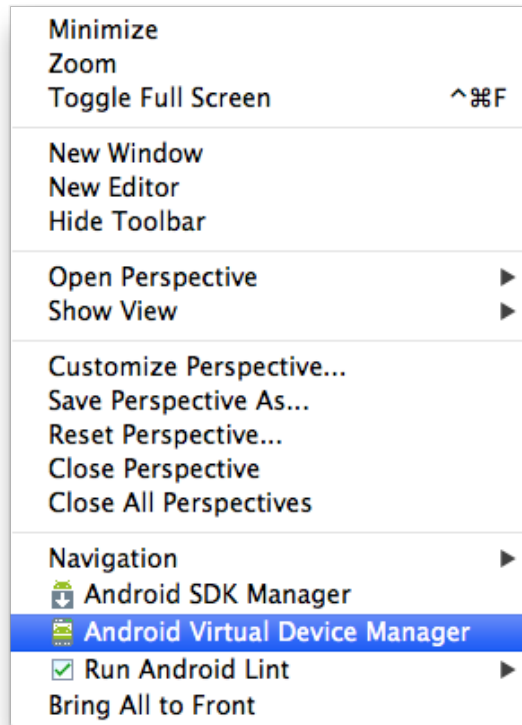 Minimize
Zoom
Toggle Full Screen ^⌘F
New Window
New Editor
Hide Toolbar
Open Perspective
Show View
Customize Perspective...
Save Perspective As...
Reset Perspective...
Close Perspective
Close All Perspectives
Navigation
Android SDK Manager
Android Virtual Device Manager
Run Android Lint
Bring All to Front